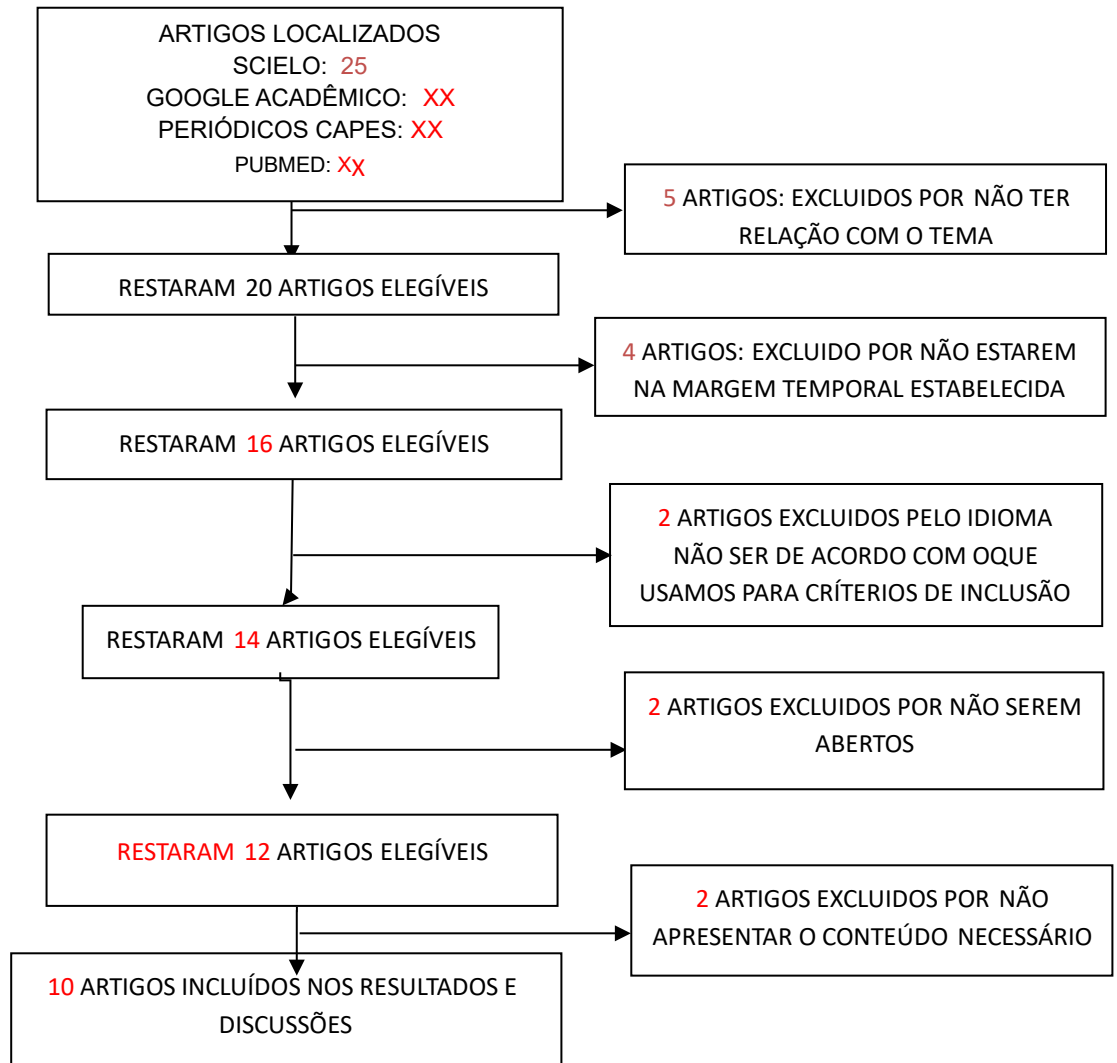 ARTIGOS LOCALIZADOS
SCIELO: 25
GOOGLE ACADÊMICO: XX
PERIÓDICOS CAPES: XX
PUBMED: XX
5 ARTIGOS: EXCLUIDOS POR NÃO TER
RELAÇÃO COM O TEMA
RESTARAM 20 ARTIGOS ELEGÍVEIS
4 ARTIGOS: EXCLUIDO POR NÃO ESTAREM
NA MARGEM TEMPORAL ESTABELECIDA
RESTARAM 16 ARTIGOS ELEGÍVEIS
2 ARTIGOS EXCLUIDOS PELO IDIOMA
NÃO SER DE ACORDO COM OQUE
USAMOS PARA CRÍTERIOS DE INCLUSÃO
RESTARAM 14 ARTIGOS ELEGÍVEIS
2 ARTIGOS EXCLUIDOS POR NÃO SEREM
ABERTOS
RESTARAM 12 ARTIGOS ELEGÍVEIS
2 ARTIGOS EXCLUIDOS POR NÃO
APRESENTAR O CONTEÚDO NECESSÁRIO
10 ARTIGOS INCLUÍDOS NOS RESULTADOS E
DISCUSSÕES